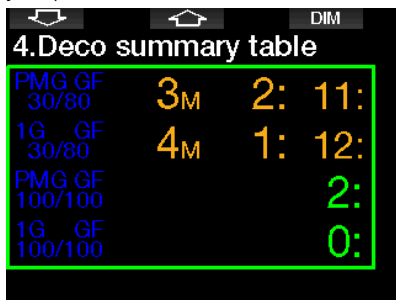 DIM
4.Deco summary table
PMG GF
30/80 3M 2: 11:
1G GF
30/80 4M 1: 12:
PMG GF
100/100 2:
1G GF
100/100 0: